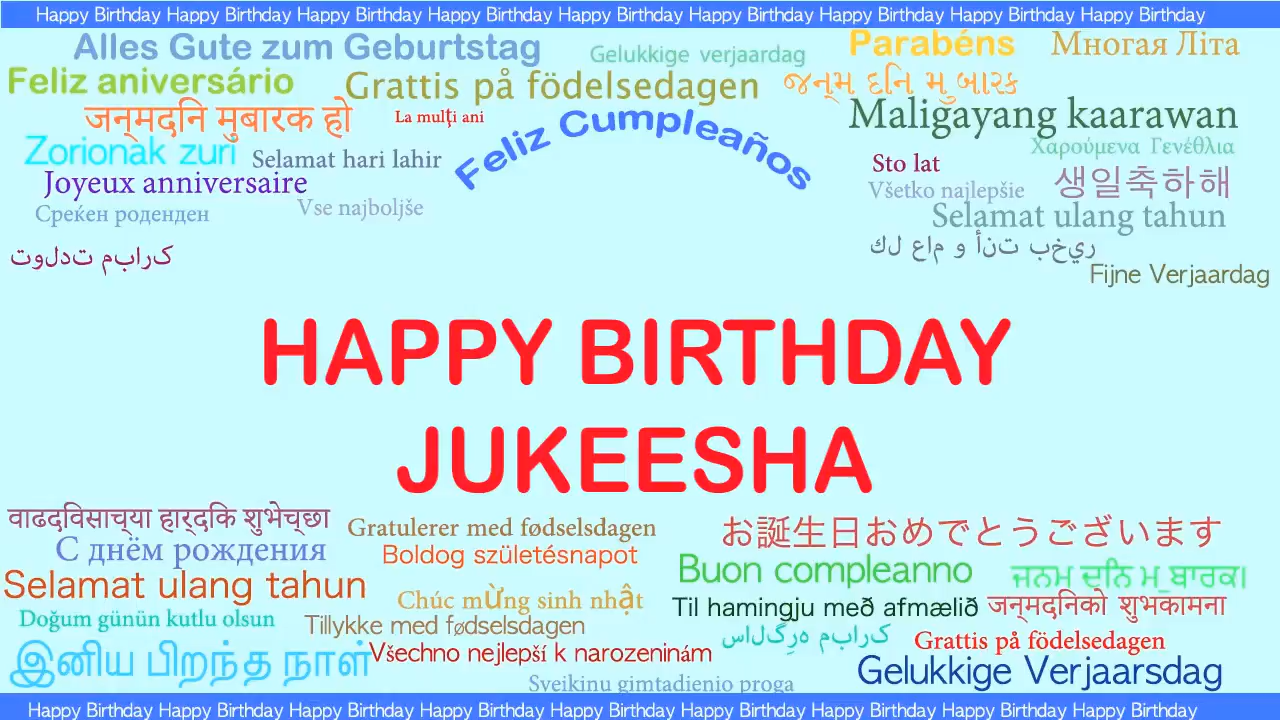 Happy Birthday Happy Birthday Happy Birthday Happy Birthday Happy Birthday Happy Birthday Happy Birthday Happy Birthday Happy Birthday
Alles Gute zum Geburtstag
Gelukkige verjaardag
Parabéns
Многая Літа
Feliz aniversário
Grattis på födelsedagen
જન્મ દિન મુબારક
जन्मदिन मुबारक हो
La mulţi ani
Feliz Cumpleaños
Maligayang kaarawan
Χαρούμενα Γενέθλια
Zorionak zuri
Selamat hari lahir
Sto lat
생일축하해
Joyeux anniversaire
Všetko najlepšie
Vse najboljše
Среќен роденден
Selamat ulang tahun
تولدت مبارک
كل عام و أنت بخير
Fijne Verjaardag
HAPPY BIRTHDAY
JUKEESHA
वाढदिवसाच्या हार्दिक शुभेच्छा
Gratulerer med fødselsdagen
お誕生日おめでとうございます
С днём рождения
Boldog születésnapot
Buon compleanno
ਜਨਮ ਦਿਨ ਮੁਬਾਰਕ।
Selamat ulang tahun
Chúc mừng sinh nhật
Til hamingju með afmælið
जन्मदिनको शुभकामना
Doğum günün kutlu olsun
Tillykke med fødselsdagen
سالگرہ مبارک
Grattis på födelsedagen
இனிய பிறந்த நாள்
Všechno nejlepší k narozeninám
Gelukkige Verjaarsdag
Sveikinu gimtadienio proga
Happy Birthday Happy Birthday Happy Birthday Happy Birthday Happy Birthday Happy Birthday Happy Birthday Happy Birthday Happy Birthday